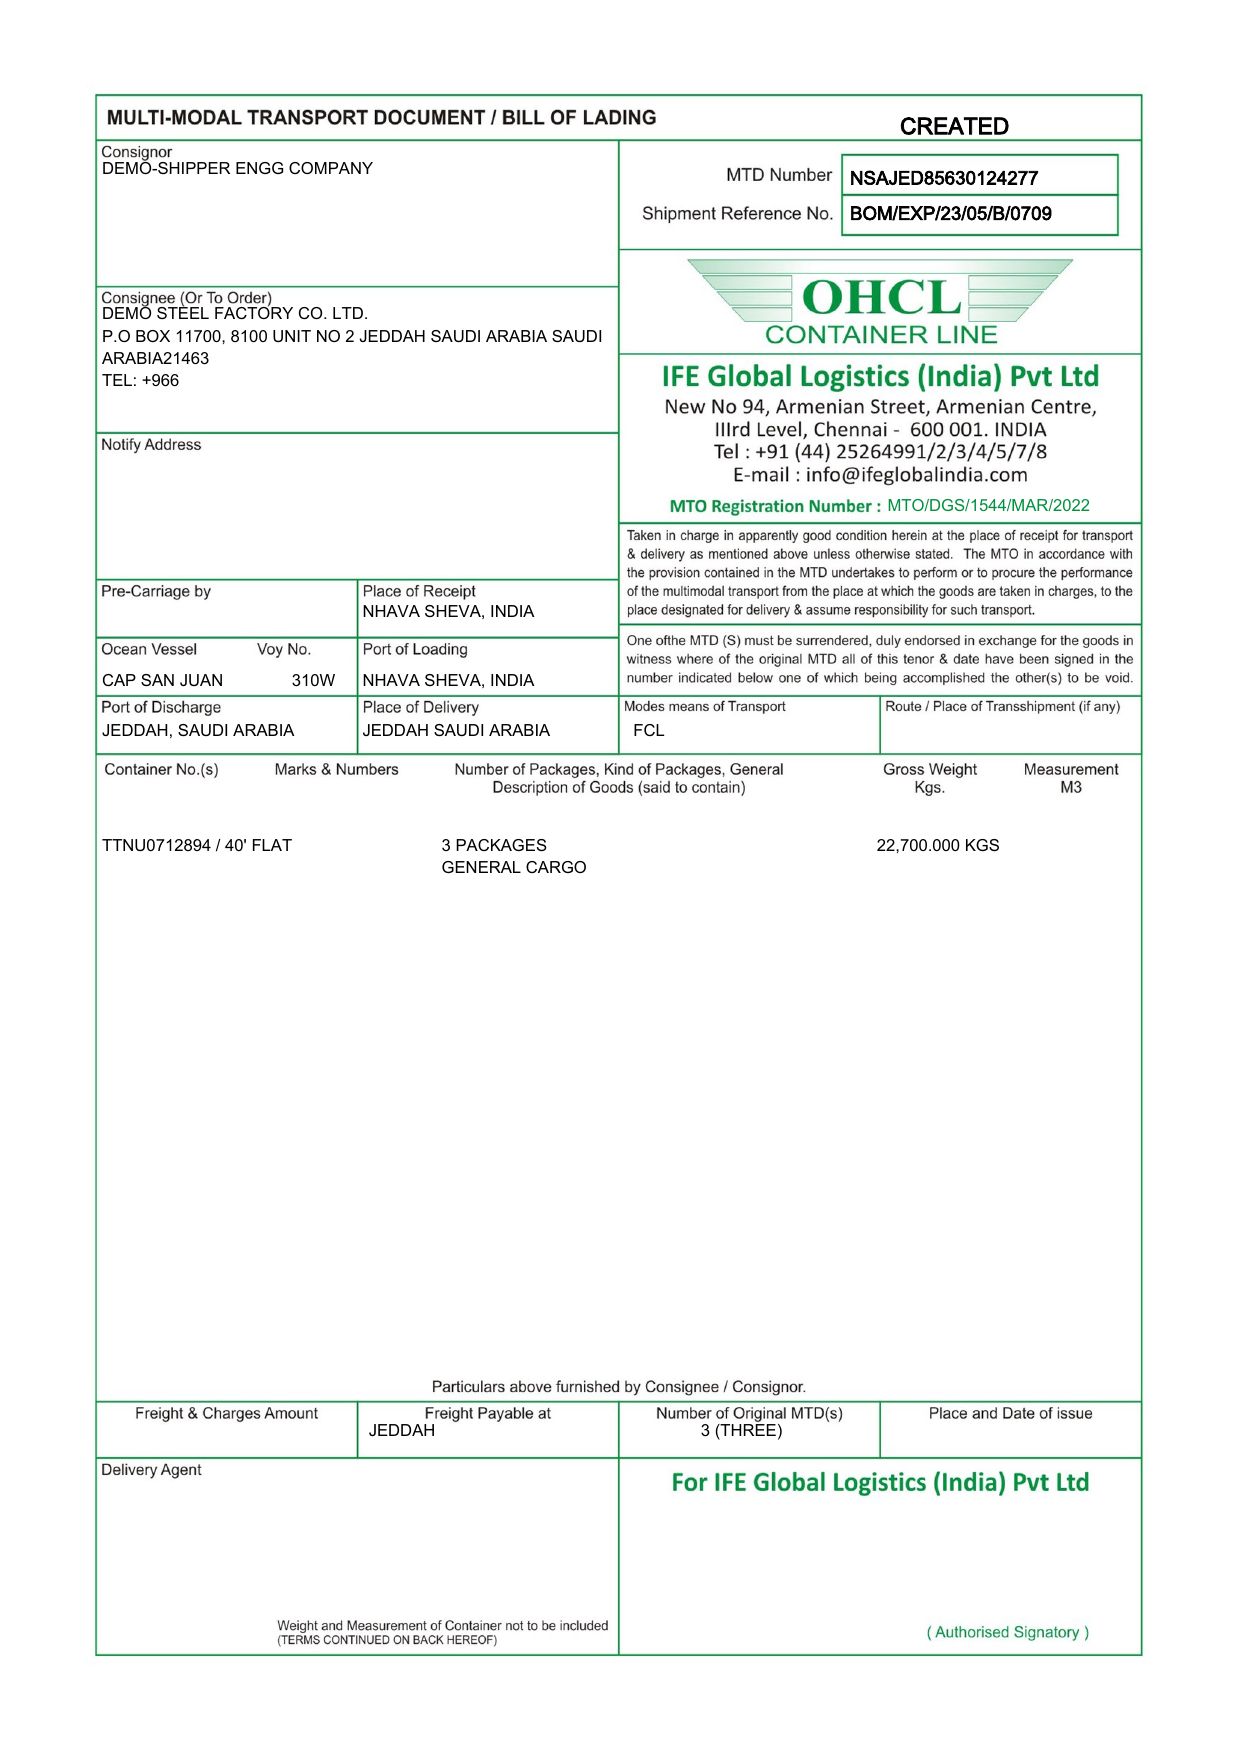 MULTI-MODAL TRANSPORT DOCUMENT / BILL OF LADING
CREATED
Consignor
DEMO-SHIPPER ENGG COMPANY
MTD Number NSAJED85630124277
Shipment Reference No. BOM/EXP/23/05/B/0709
Consignee (Or To Order)
DEMO STEEL FACTORY CO. LTD.
P.O BOX 11700, 8100 UNIT NO 2 JEDDAH SAUDI ARABIA SAUDI
ARABIA21463
TEL: +966
OHCL
CONTAINER LINE
IFE Global Logistics (India) Pvt Ltd
New No 94, Armenian Street, Armenian Centre,
IIIrd Level, Chennai - 600 001. INDIA
Tel : +91 (44) 25264991/2/3/4/5/7/8
E-mail : info@ifeglobalindia.com
MTO Registration Number : MTO/DGS/1544/MAR/2022
Notify Address
Taken in charge in apparently good condition herein at the place of receipt for transport
& delivery as mentioned above unless otherwise stated. The MTO in accordance with
the provision contained in the MTD undertakes to perform or to procure the performance
of the multimodal transport from the place at which the goods are taken in charges, to the
place designated for delivery & assume responsibility for such transport.
Pre-Carriage by
Place of Receipt
NHAVA SHEVA, INDIA
One ofthe MTD (S) must be surrendered, duly endorsed in exchange for the goods in
witness where of the original MTD all of this tenor & date have been signed in the
number indicated below one of which being accomplished the other(s) to be void.
Ocean Vessel Voy No.
CAP SAN JUAN 310W
Port of Loading
NHAVA SHEVA, INDIA
Port of Discharge
JEDDAH, SAUDI ARABIA
Place of Delivery
JEDDAH SAUDI ARABIA
Modes means of Transport
FCL
Route / Place of Transshipment (if any)
Container No.(s) Marks & Numbers Number of Packages, Kind of Packages, General Gross Weight Measurement
Description of Goods (said to contain) Kgs. M3
TTNU0712894 / 40' FLAT 3 PACKAGES 22,700.000 KGS
GENERAL CARGO
Particulars above furnished by Consignee / Consignor.
Freight & Charges Amount
Freight Payable at
JEDDAH
Number of Original MTD(s)
3 (THREE)
Place and Date of issue
Delivery Agent
For IFE Global Logistics (India) Pvt Ltd
Weight and Measurement of Container not to be included
(TERMS CONTINUED ON BACK HEREOF)
( Authorised Signatory )